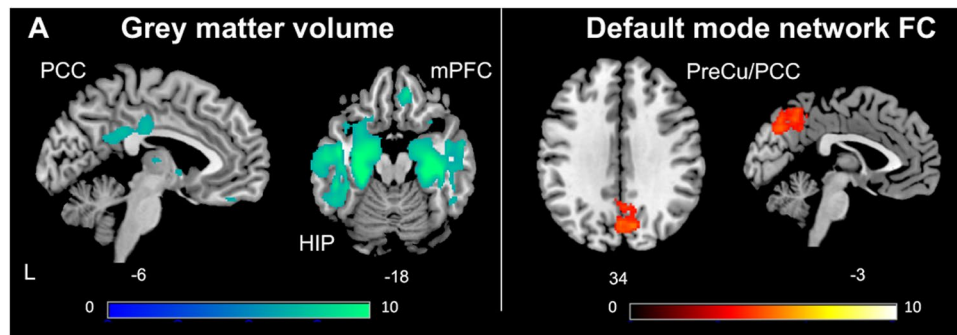 A Grey matter volume
PCC
mPFC
HIP
L
-6
-18
0 10
Default mode network FC
PreCu/PCC
34
-3
0 10